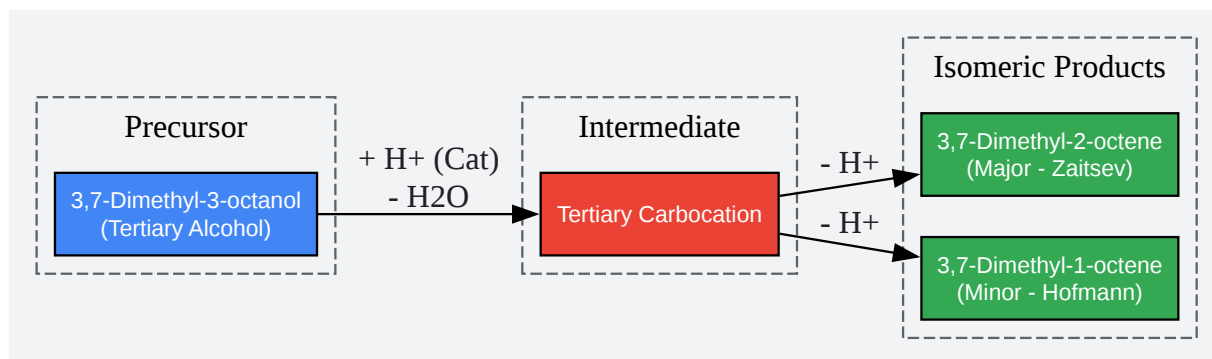 Precursor
3,7-Dimethyl-3-octanol
(Tertiary Alcohol)
+ H+ (Cat)
- H2O
Intermediate
Tertiary Carbocation
- H+
- H+
Isomeric Products
3,7-Dimethyl-2-octene
(Major - Zaitsev)
3,7-Dimethyl-1-octene
(Minor - Hofmann)